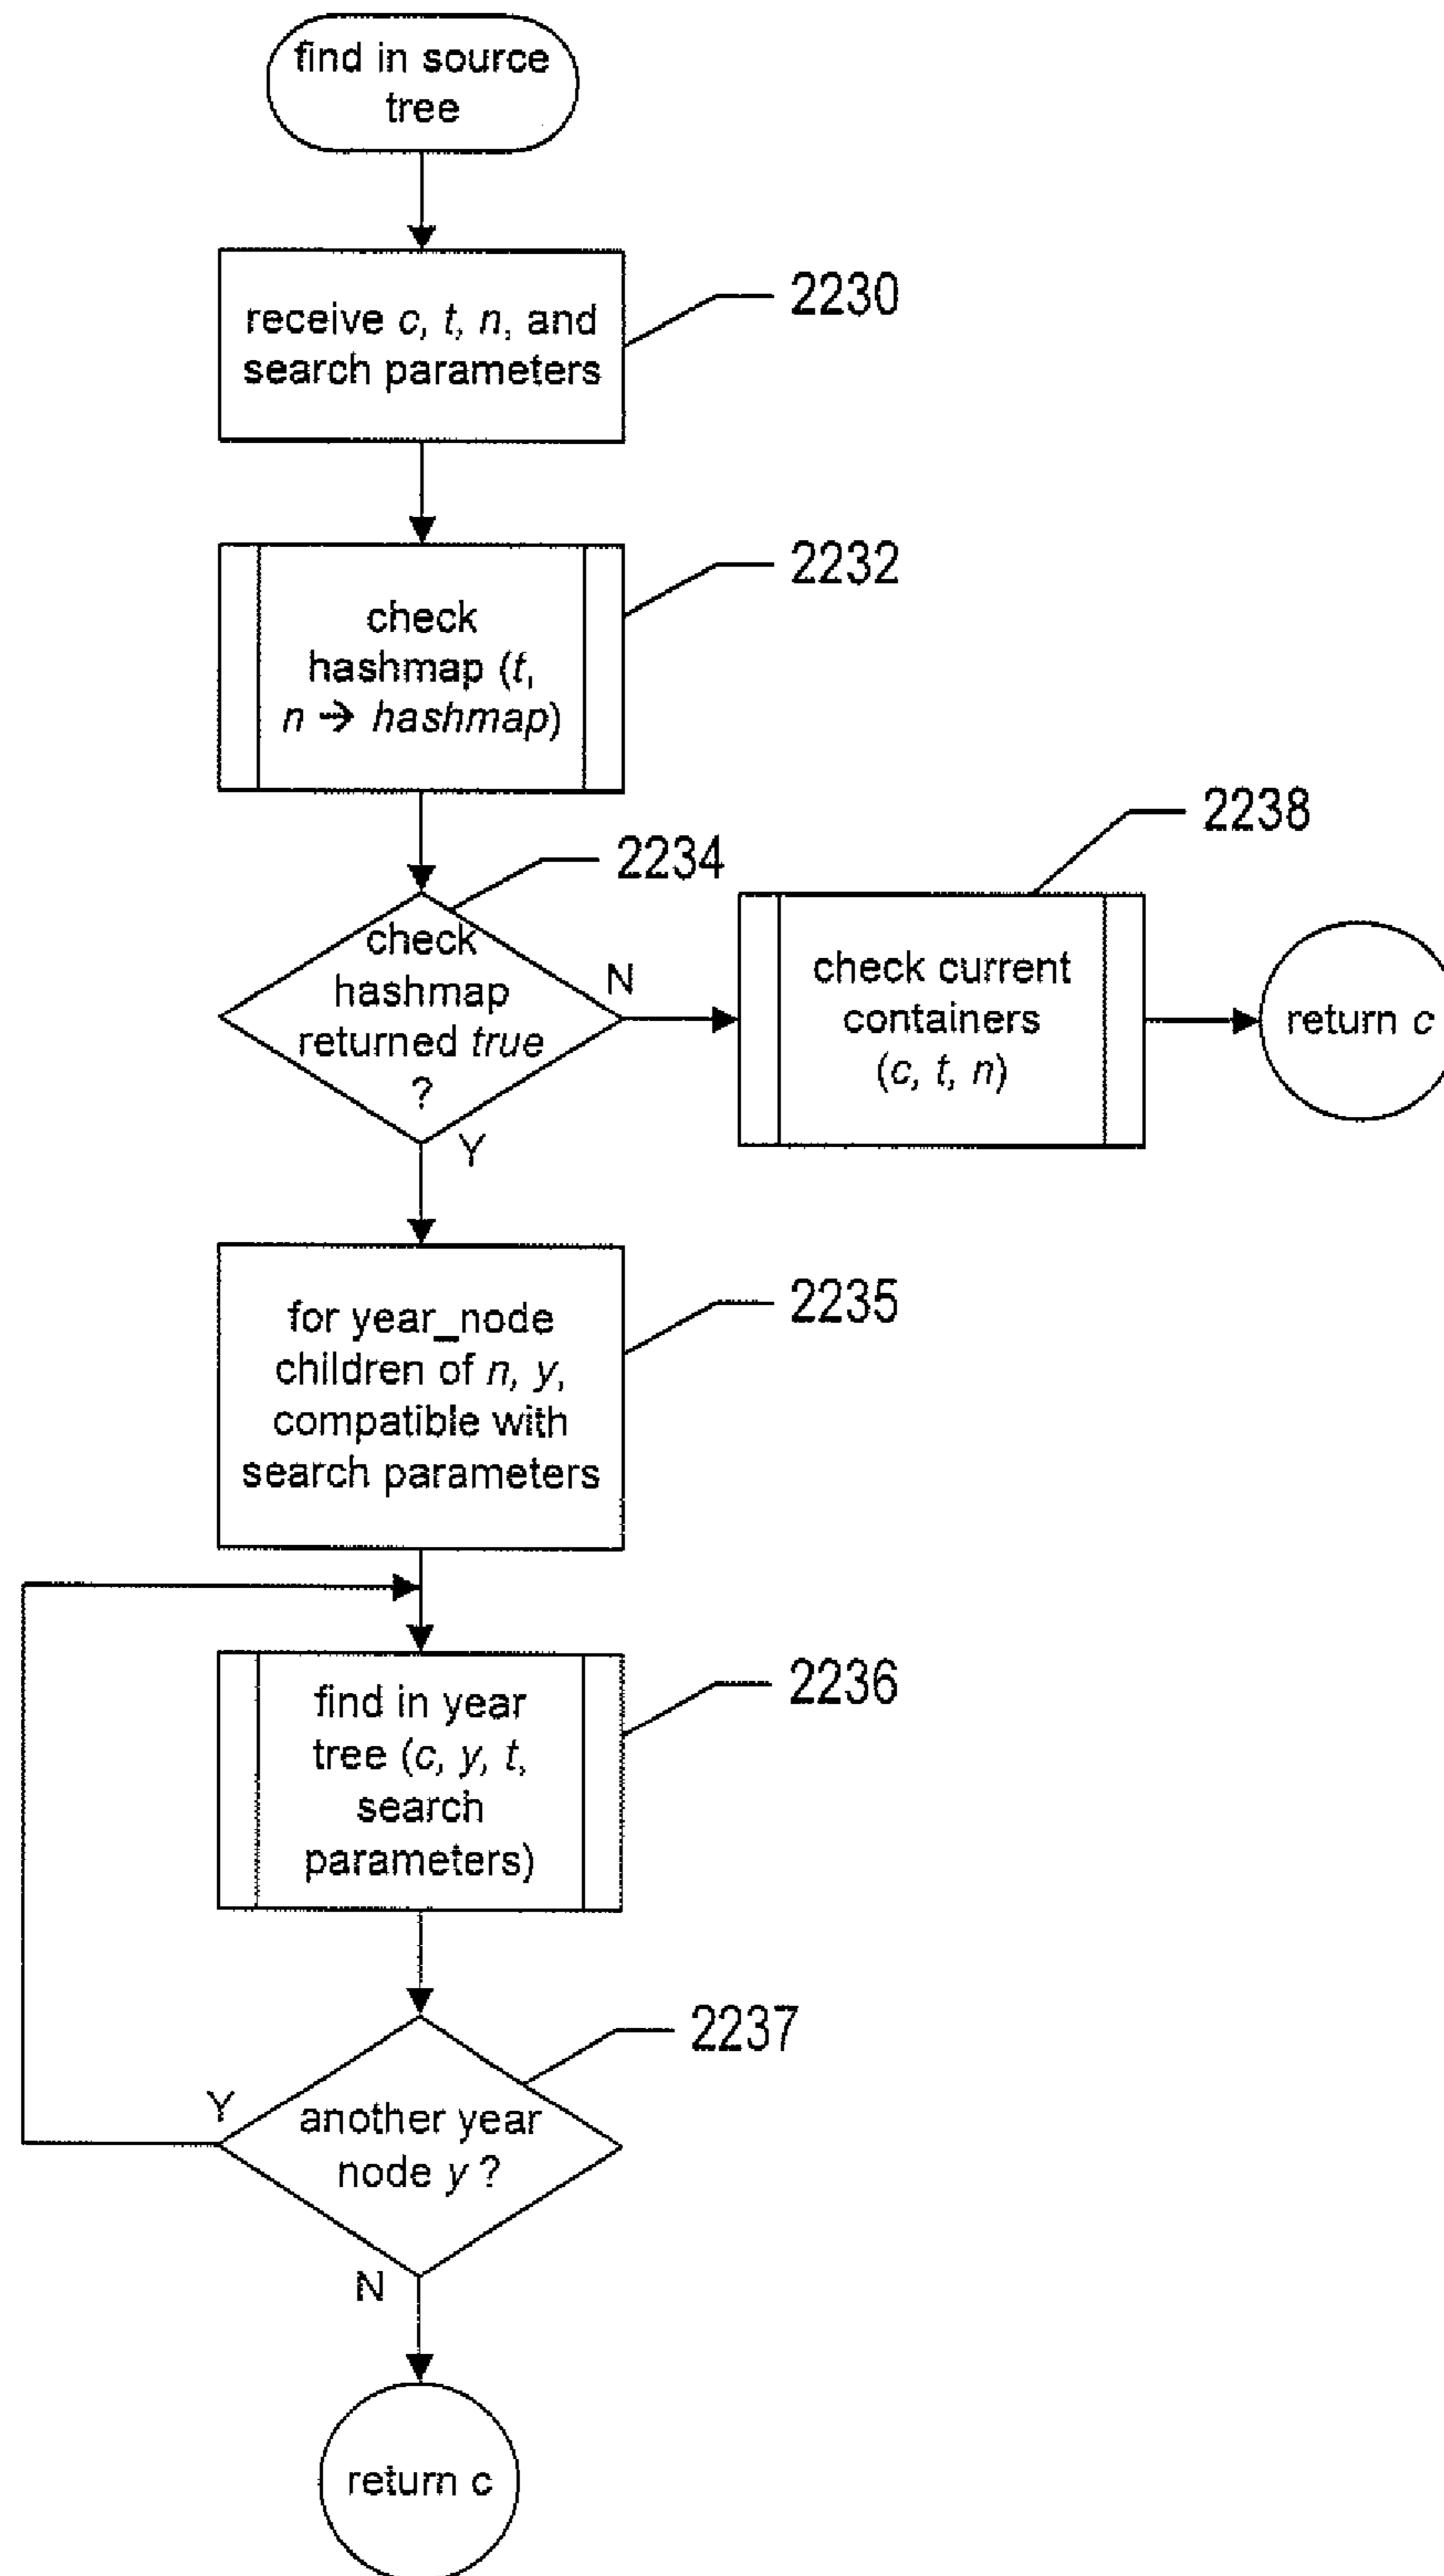 find in source
tree
receive c, t, n, and
search parameters
2230
check
hashmap (t,
n → hashmap)
2232
check
hashmap
returned true
?
2234
N
Y
check current
containers
(c, t, n)
2238
return c
for year_node
children of n, y,
compatible with
search parameters
2235
find in year
tree (c, y, t,
search
parameters)
2236
another year
node y ?
2237
Y
N
return c